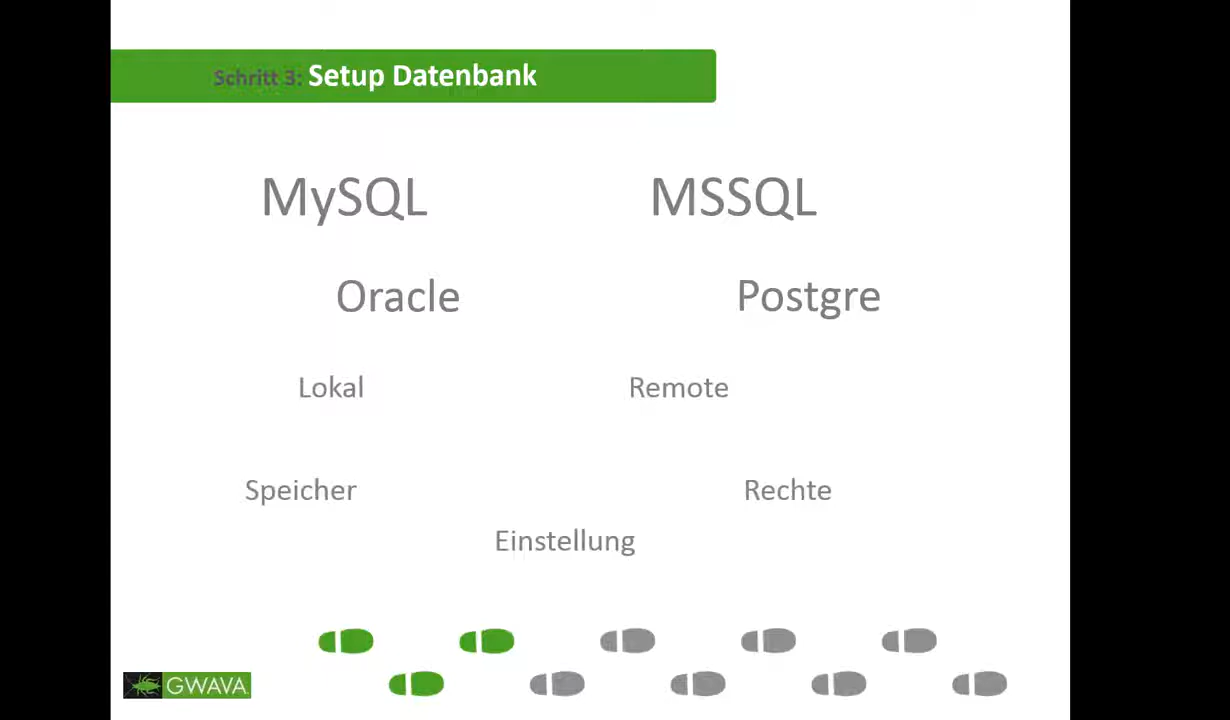 Schritt 3: Setup Datenbank
MySQL MSSQL
Oracle Postgre
Lokal Remote
Speicher Rechte
Einstellung
GWAVA